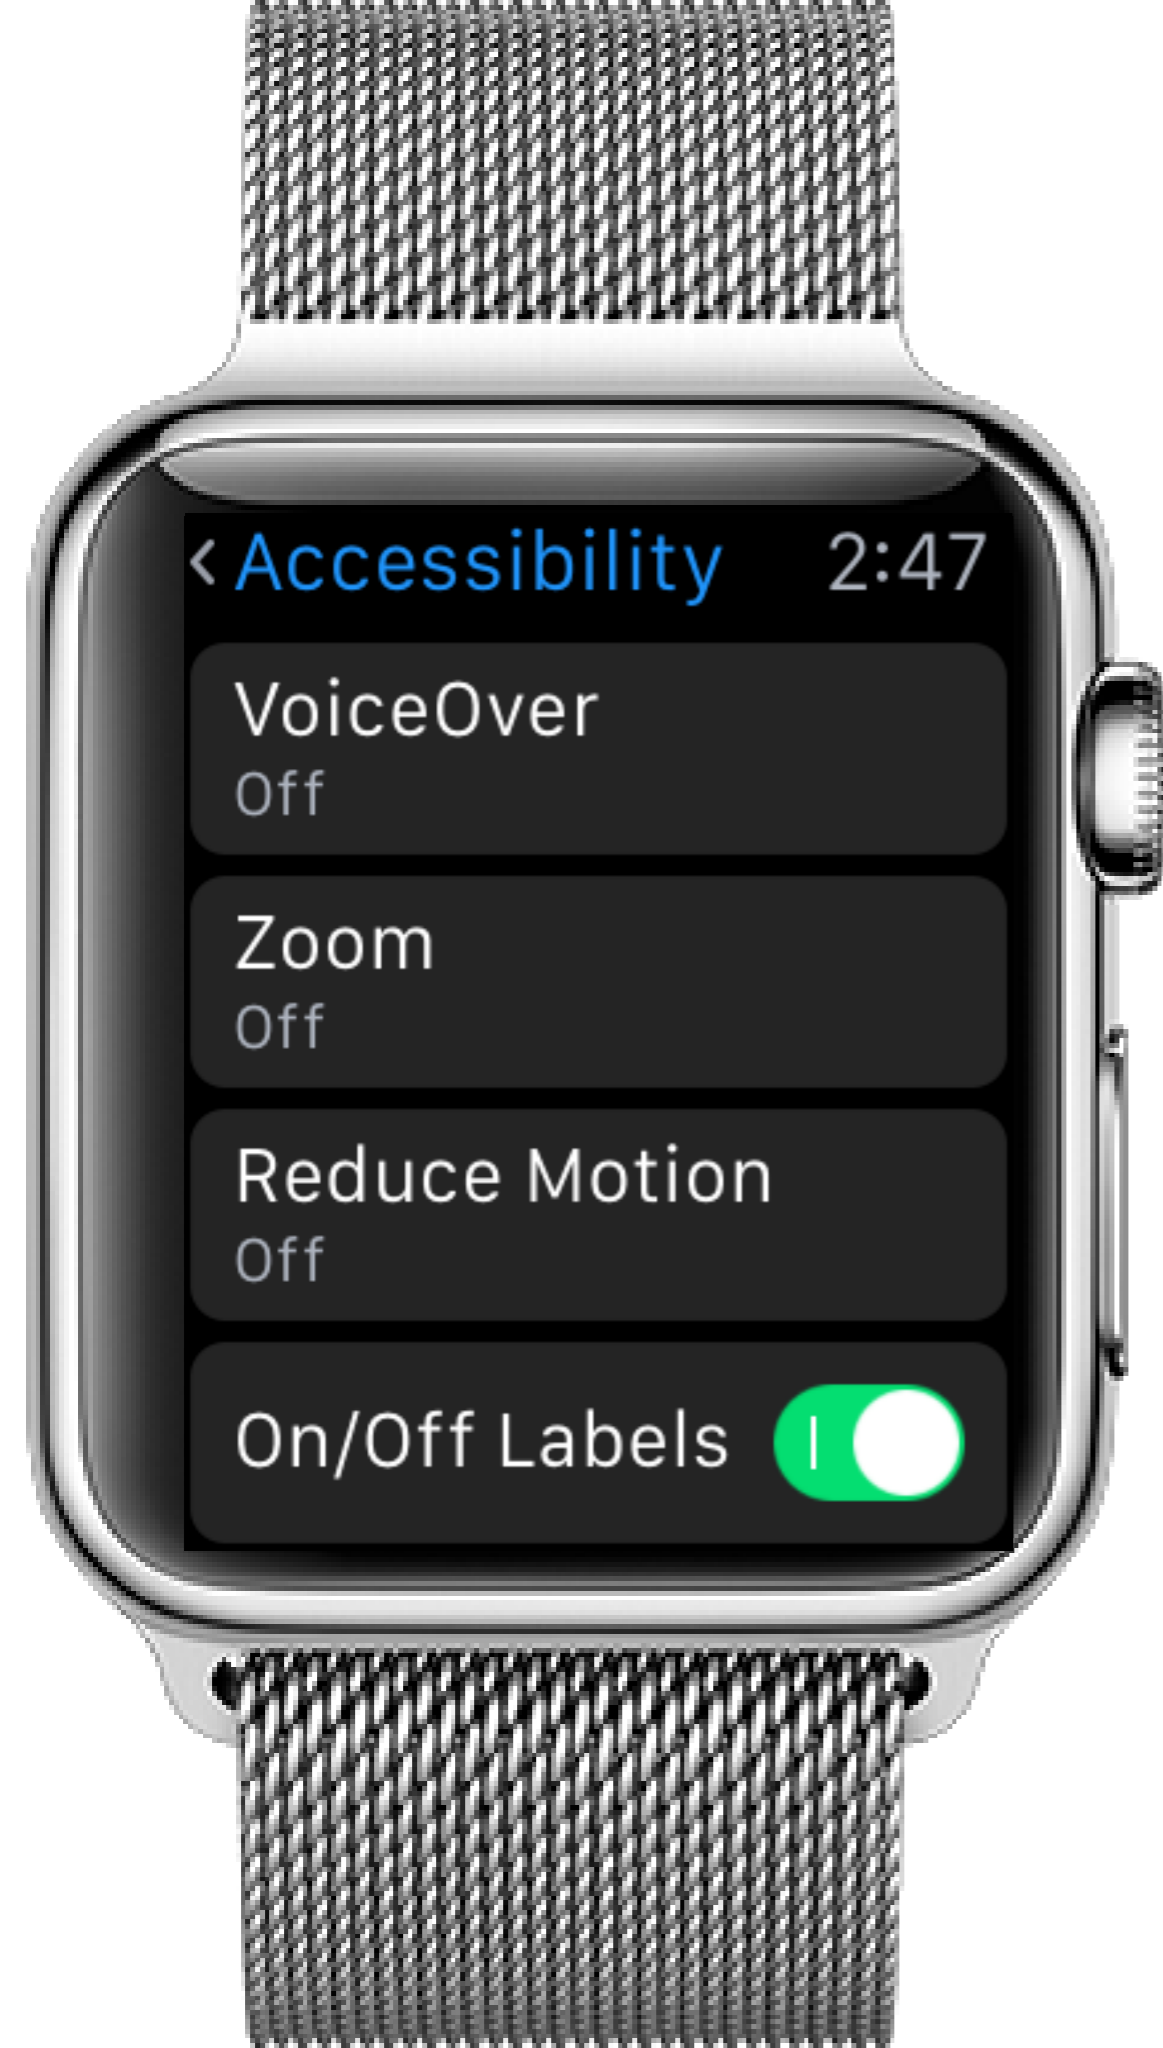 Accessibility 2:47
VoiceOver
Off
Zoom
Off
Reduce Motion
Off
On/Off Labels